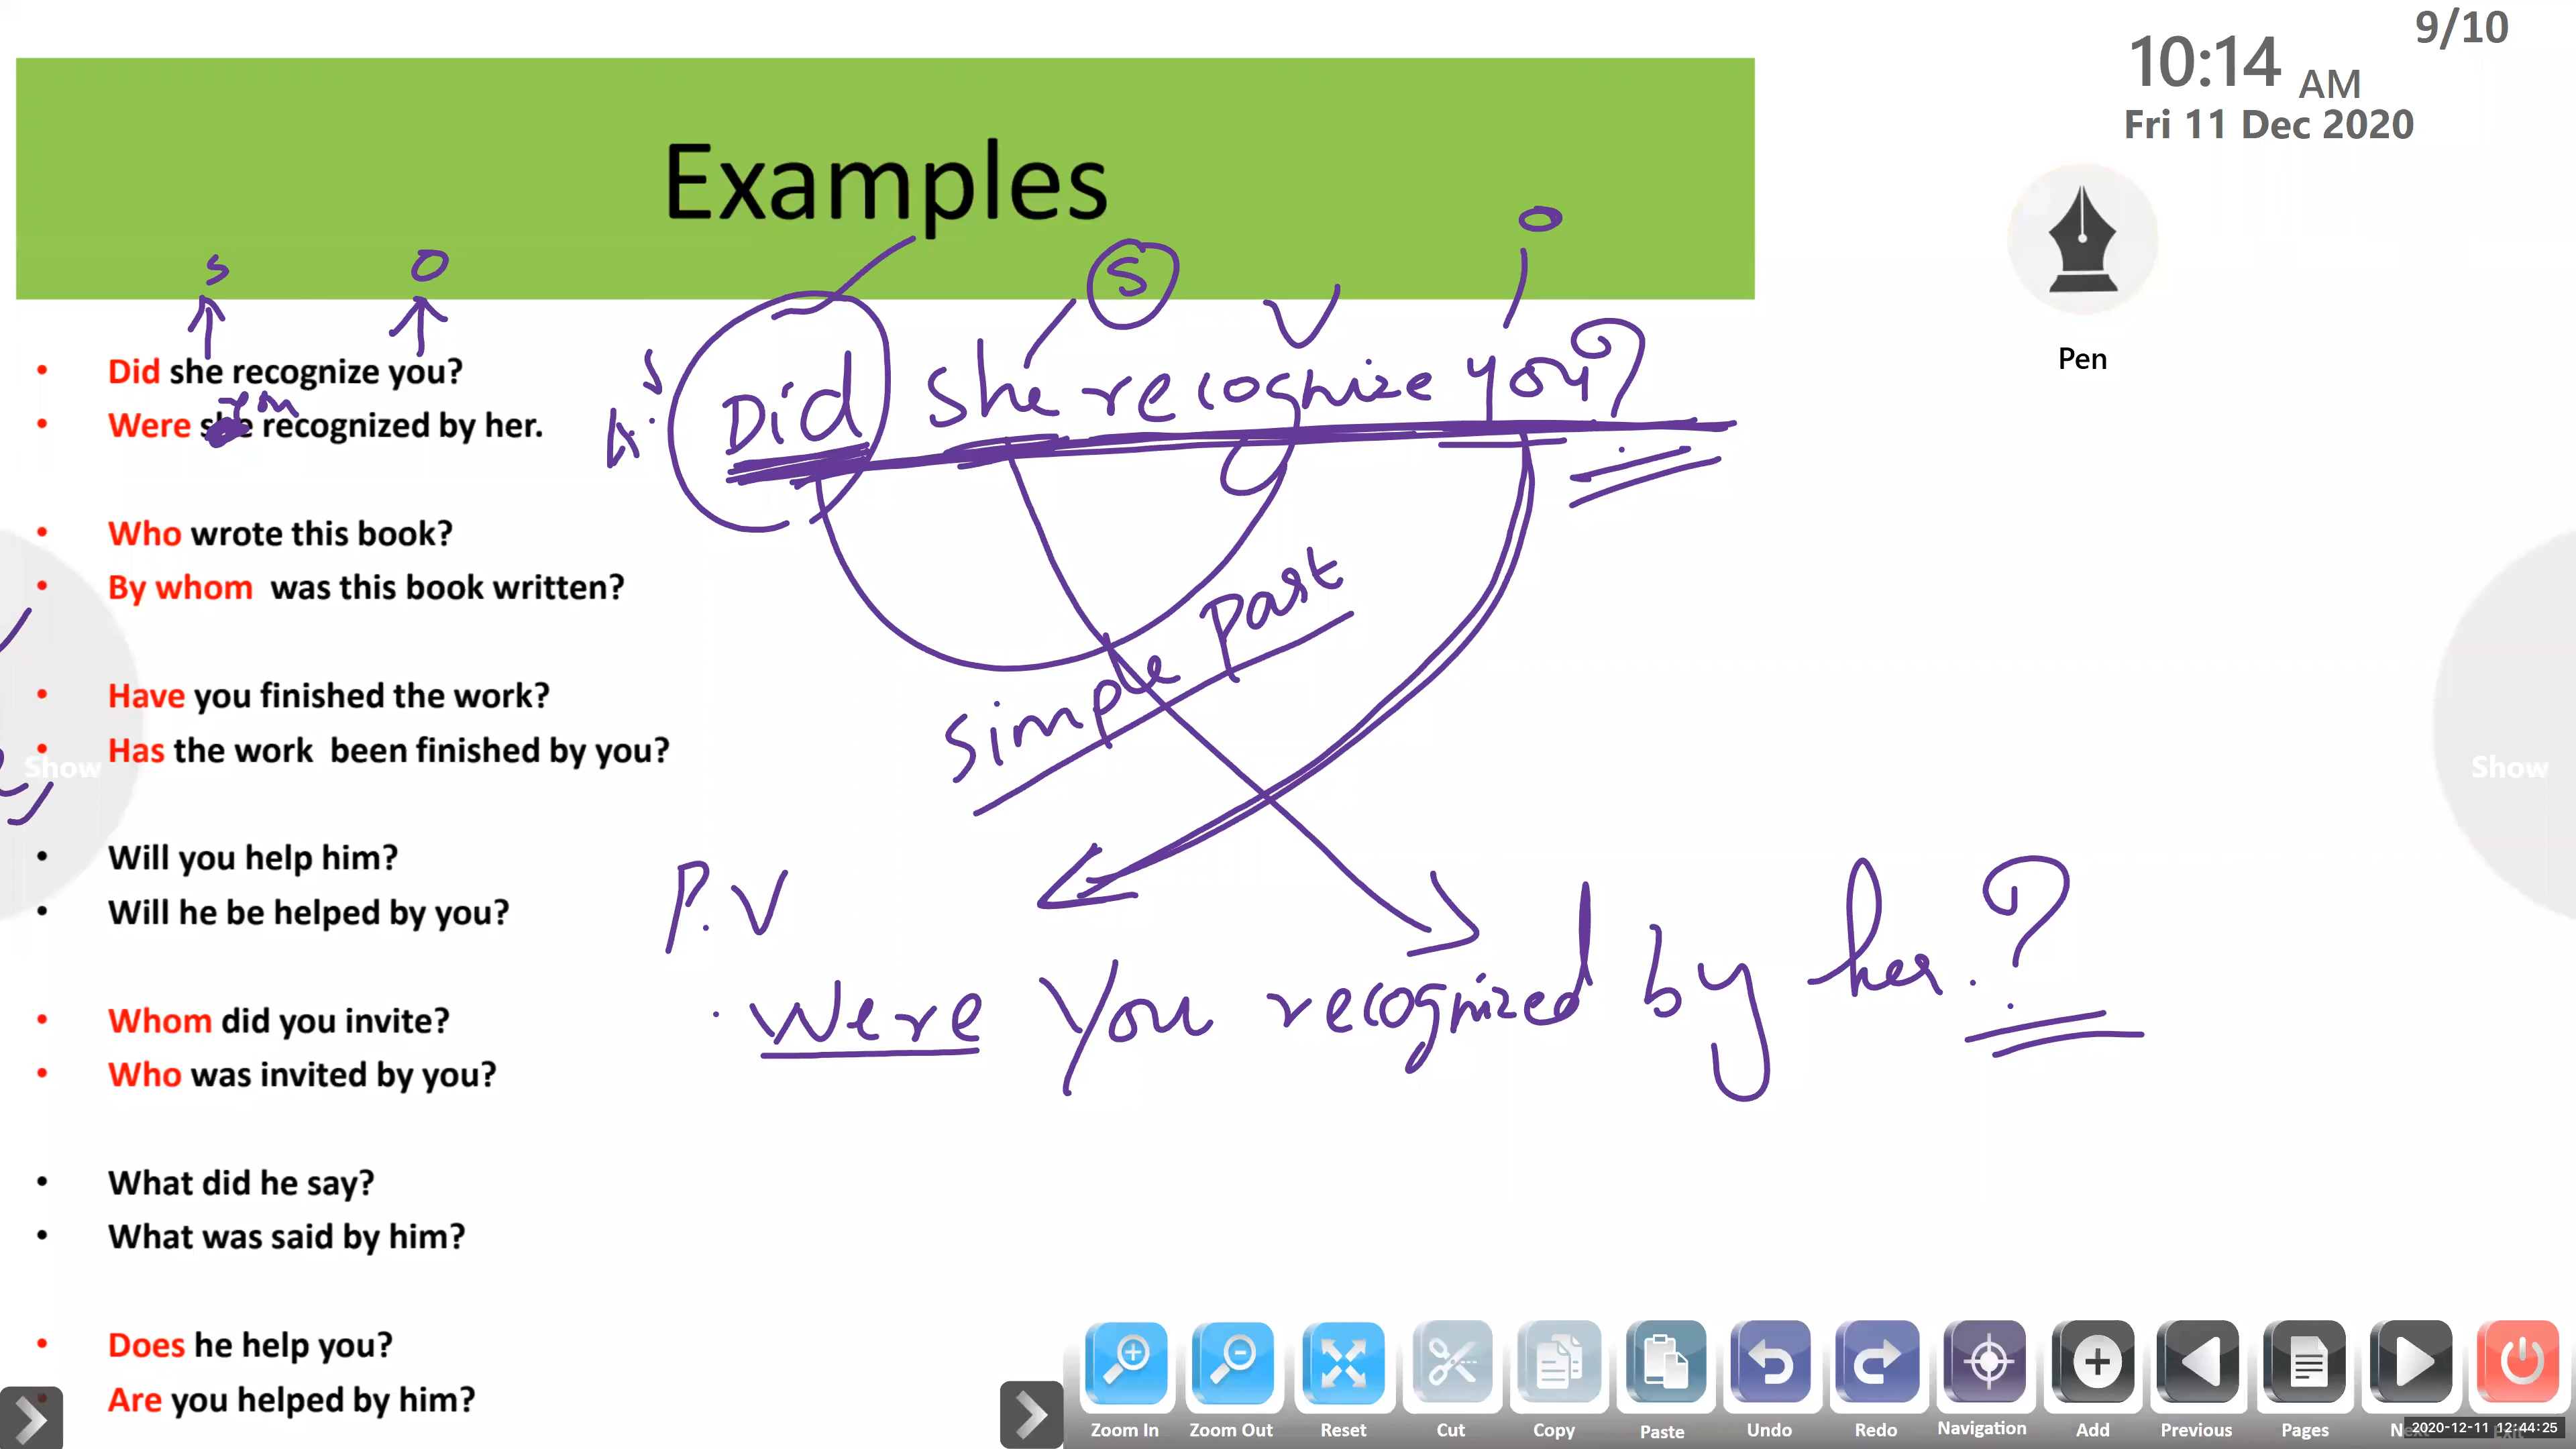 9/10
10:14 AM
Fri 11 Dec 2020
Pen
Examples
s o S V o
Did she recognize you?
Were she recognized by her.
you
Who wrote this book?
By whom was this book written?
Have you finished the work?
Has the work been finished by you?
Will you help him?
Will he be helped by you?
Whom did you invite?
Who was invited by you?
What did he say?
What was said by him?
Does he help you?
Are you helped by him?
Did she recognize you?
Simple Past
P.V
Were You recognized by her.?
Show
Show
Zoom In Zoom Out Reset Cut Copy Paste Undo Redo Navigation Add Previous Pages
2020-12-11 12:44:25